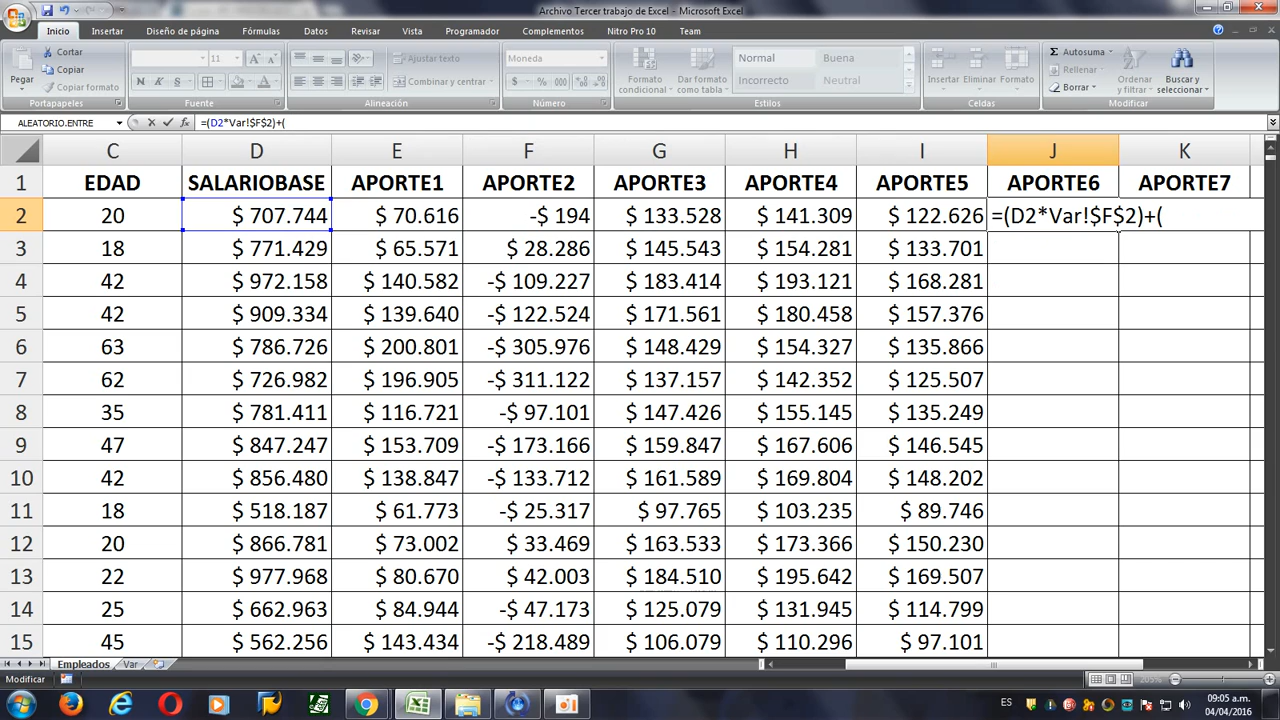 Archivo Tercer trabajo de Excel - Microsoft Excel
Inicio Insertar Diseño de página Fórmulas Datos Revisar Vista Programador Complementos Nitro Pro 10 Team
Pegar
Cortar
Copiar
Copiar formato
Portapapeles
11
N K S
Fuente
Ajustar texto
Combinar y centrar
Alineación
Moneda
$ % 000
Número
Formato condicional
Dar formato como tabla
Normal Buena
Incorrecto Neutral
Estilos
Insertar Eliminar Formato
Celdas
Σ Autosuma
Rellenar
Borrar
Ordenar y filtrar
Buscar y seleccionar
Modificar
ALEATORIO.ENTRE fx =(D2*Var!$F$2)+(
C D E F G H I J K
1 EDAD SALARIOBASE APORTE1 APORTE2 APORTE3 APORTE4 APORTE5 APORTE6 APORTE7
2 20 $ 707.744 $ 70.616 -$ 194 $ 133.528 $ 141.309 $ 122.626 =(D2*Var!$F$2)+(
3 18 $ 771.429 $ 65.571 $ 28.286 $ 145.543 $ 154.281 $ 133.701
4 42 $ 972.158 $ 140.582 -$ 109.227 $ 183.414 $ 193.121 $ 168.281
5 42 $ 909.334 $ 139.640 -$ 122.524 $ 171.561 $ 180.458 $ 157.376
6 63 $ 786.726 $ 200.801 -$ 305.976 $ 148.429 $ 154.327 $ 135.866
7 62 $ 726.982 $ 196.905 -$ 311.122 $ 137.157 $ 142.352 $ 125.507
8 35 $ 781.411 $ 116.721 -$ 97.101 $ 147.426 $ 155.145 $ 135.249
9 47 $ 847.247 $ 153.709 -$ 173.166 $ 159.847 $ 167.606 $ 146.545
10 42 $ 856.480 $ 138.847 -$ 133.712 $ 161.589 $ 169.804 $ 148.202
11 18 $ 518.187 $ 61.773 -$ 25.317 $ 97.765 $ 103.235 $ 89.746
12 20 $ 866.781 $ 73.002 $ 33.469 $ 163.533 $ 173.366 $ 150.230
13 22 $ 977.968 $ 80.670 $ 42.003 $ 184.510 $ 195.642 $ 169.507
14 25 $ 662.963 $ 84.944 -$ 47.173 $ 125.079 $ 131.945 $ 114.799
15 45 $ 562.256 $ 143.434 -$ 218.489 $ 106.079 $ 110.296 $ 97.101
Empleados Var
Modificar 205%
ES 09:05 a.m.
04/04/2016